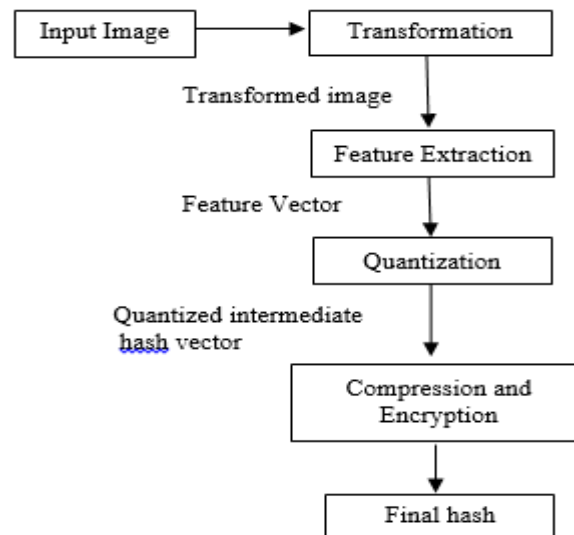 Input Image
Transformation
Transformed image
Feature Extraction
Feature Vector
Quantization
Quantized intermediate
hash vector
Compression and
Encryption
Final hash